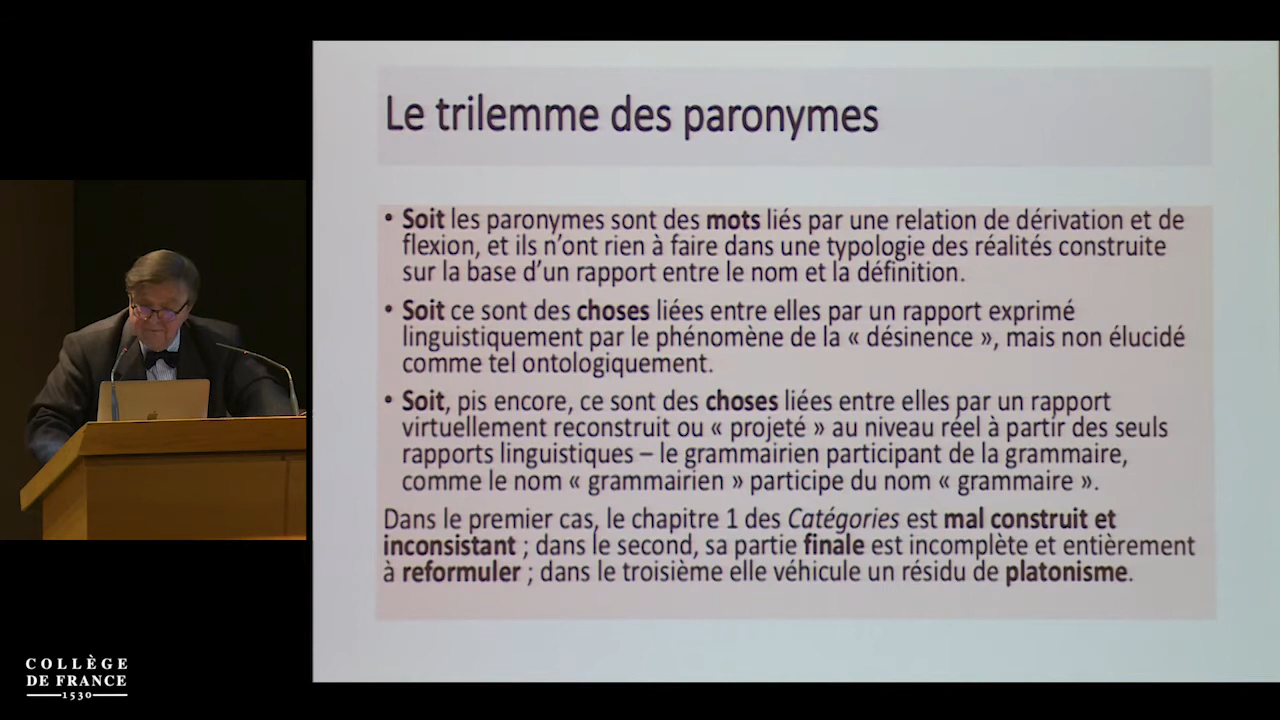 Le trilemme des paronymes
• Soit les paronymes sont des mots liés par une relation de dérivation et de
flexion, et ils n'ont rien à faire dans une typologie des réalités construite
sur la base d'un rapport entre le nom et la définition.
• Soit ce sont des choses liées entre elles par un rapport exprimé
linguistiquement par le phénomène de la « désinence », mais non élucidé
comme tel ontologiquement.
• Soit, pis encore, ce sont des choses liées entre elles par un rapport
virtuellement reconstruit ou « projeté » au niveau réel à partir des seuls
rapports linguistiques – le grammairien participant de la grammaire,
comme le nom « grammairien » participe du nom « grammaire ».
Dans le premier cas, le chapitre 1 des Catégories est mal construit et
inconsistant ; dans le second, sa partie finale est incomplète et entièrement
à reformuler ; dans le troisième elle véhicule un résidu de platonisme.
COLLÈGE
DE FRANCE
1530